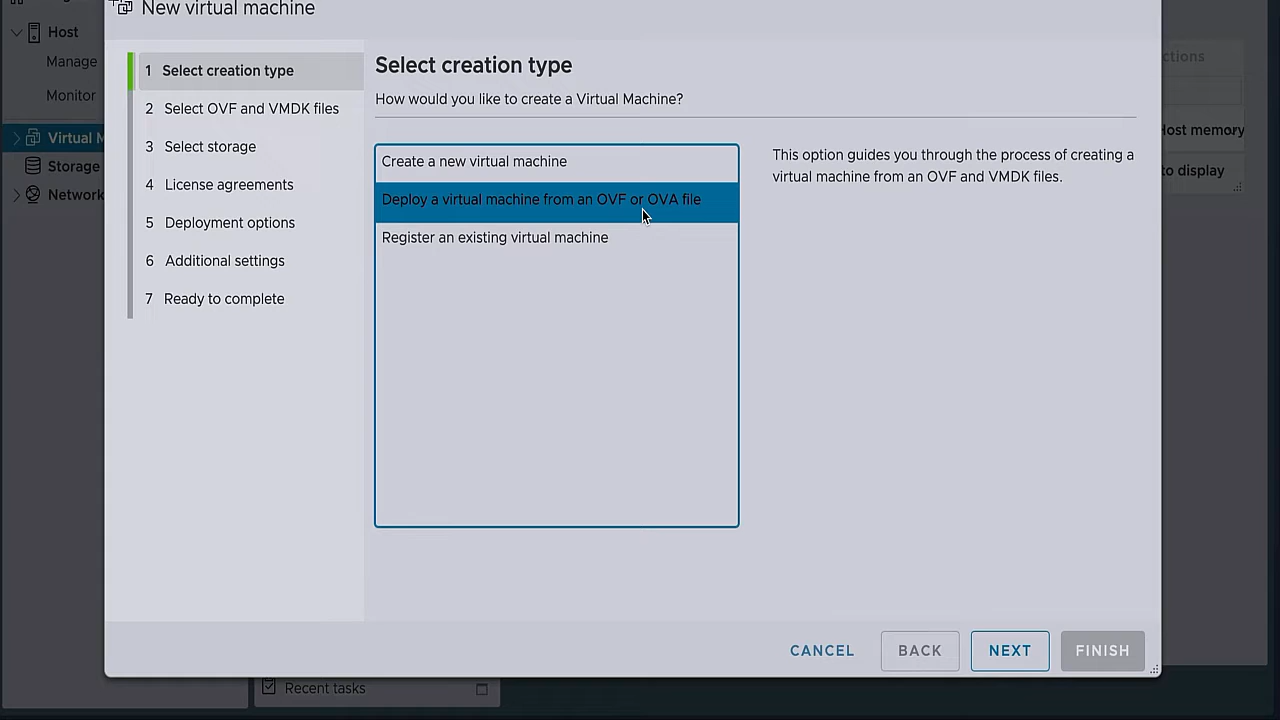 New virtual machine
Host
Manage
Monitor
Virtual M
Storage
Network
1 Select creation type
2 Select OVF and VMDK files
3 Select storage
4 License agreements
5 Deployment options
6 Additional settings
7 Ready to complete
Select creation type
How would you like to create a Virtual Machine?
Create a new virtual machine
Deploy a virtual machine from an OVF or OVA file
Register an existing virtual machine
This option guides you through the process of creating a
virtual machine from an OVF and VMDK files.
ctions
Host memory
to display
CANCEL
BACK
NEXT
FINISH
Recent tasks